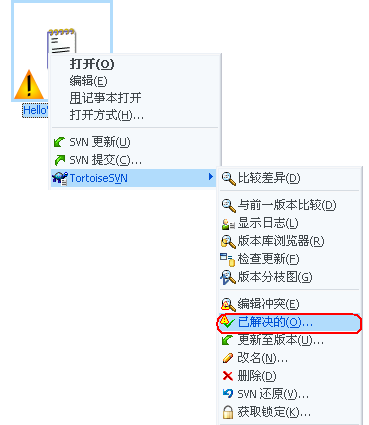 Hello'
打开(O)
编辑(E)
用记事本打开
打开方式(H)...
SVN 更新(U)
SVN 提交(C)...
TortoiseSVN
比较差异(D)
与前一版本比较(D)
显示日志(L)
版本库浏览器(R)
检查更新(F)
版本分枝图(G)
编辑冲突(E)
已解决的(O)...
更新至版本(U)...
改名(N)...
删除(D)
SVN 还原(V)...
获取锁定(K)...